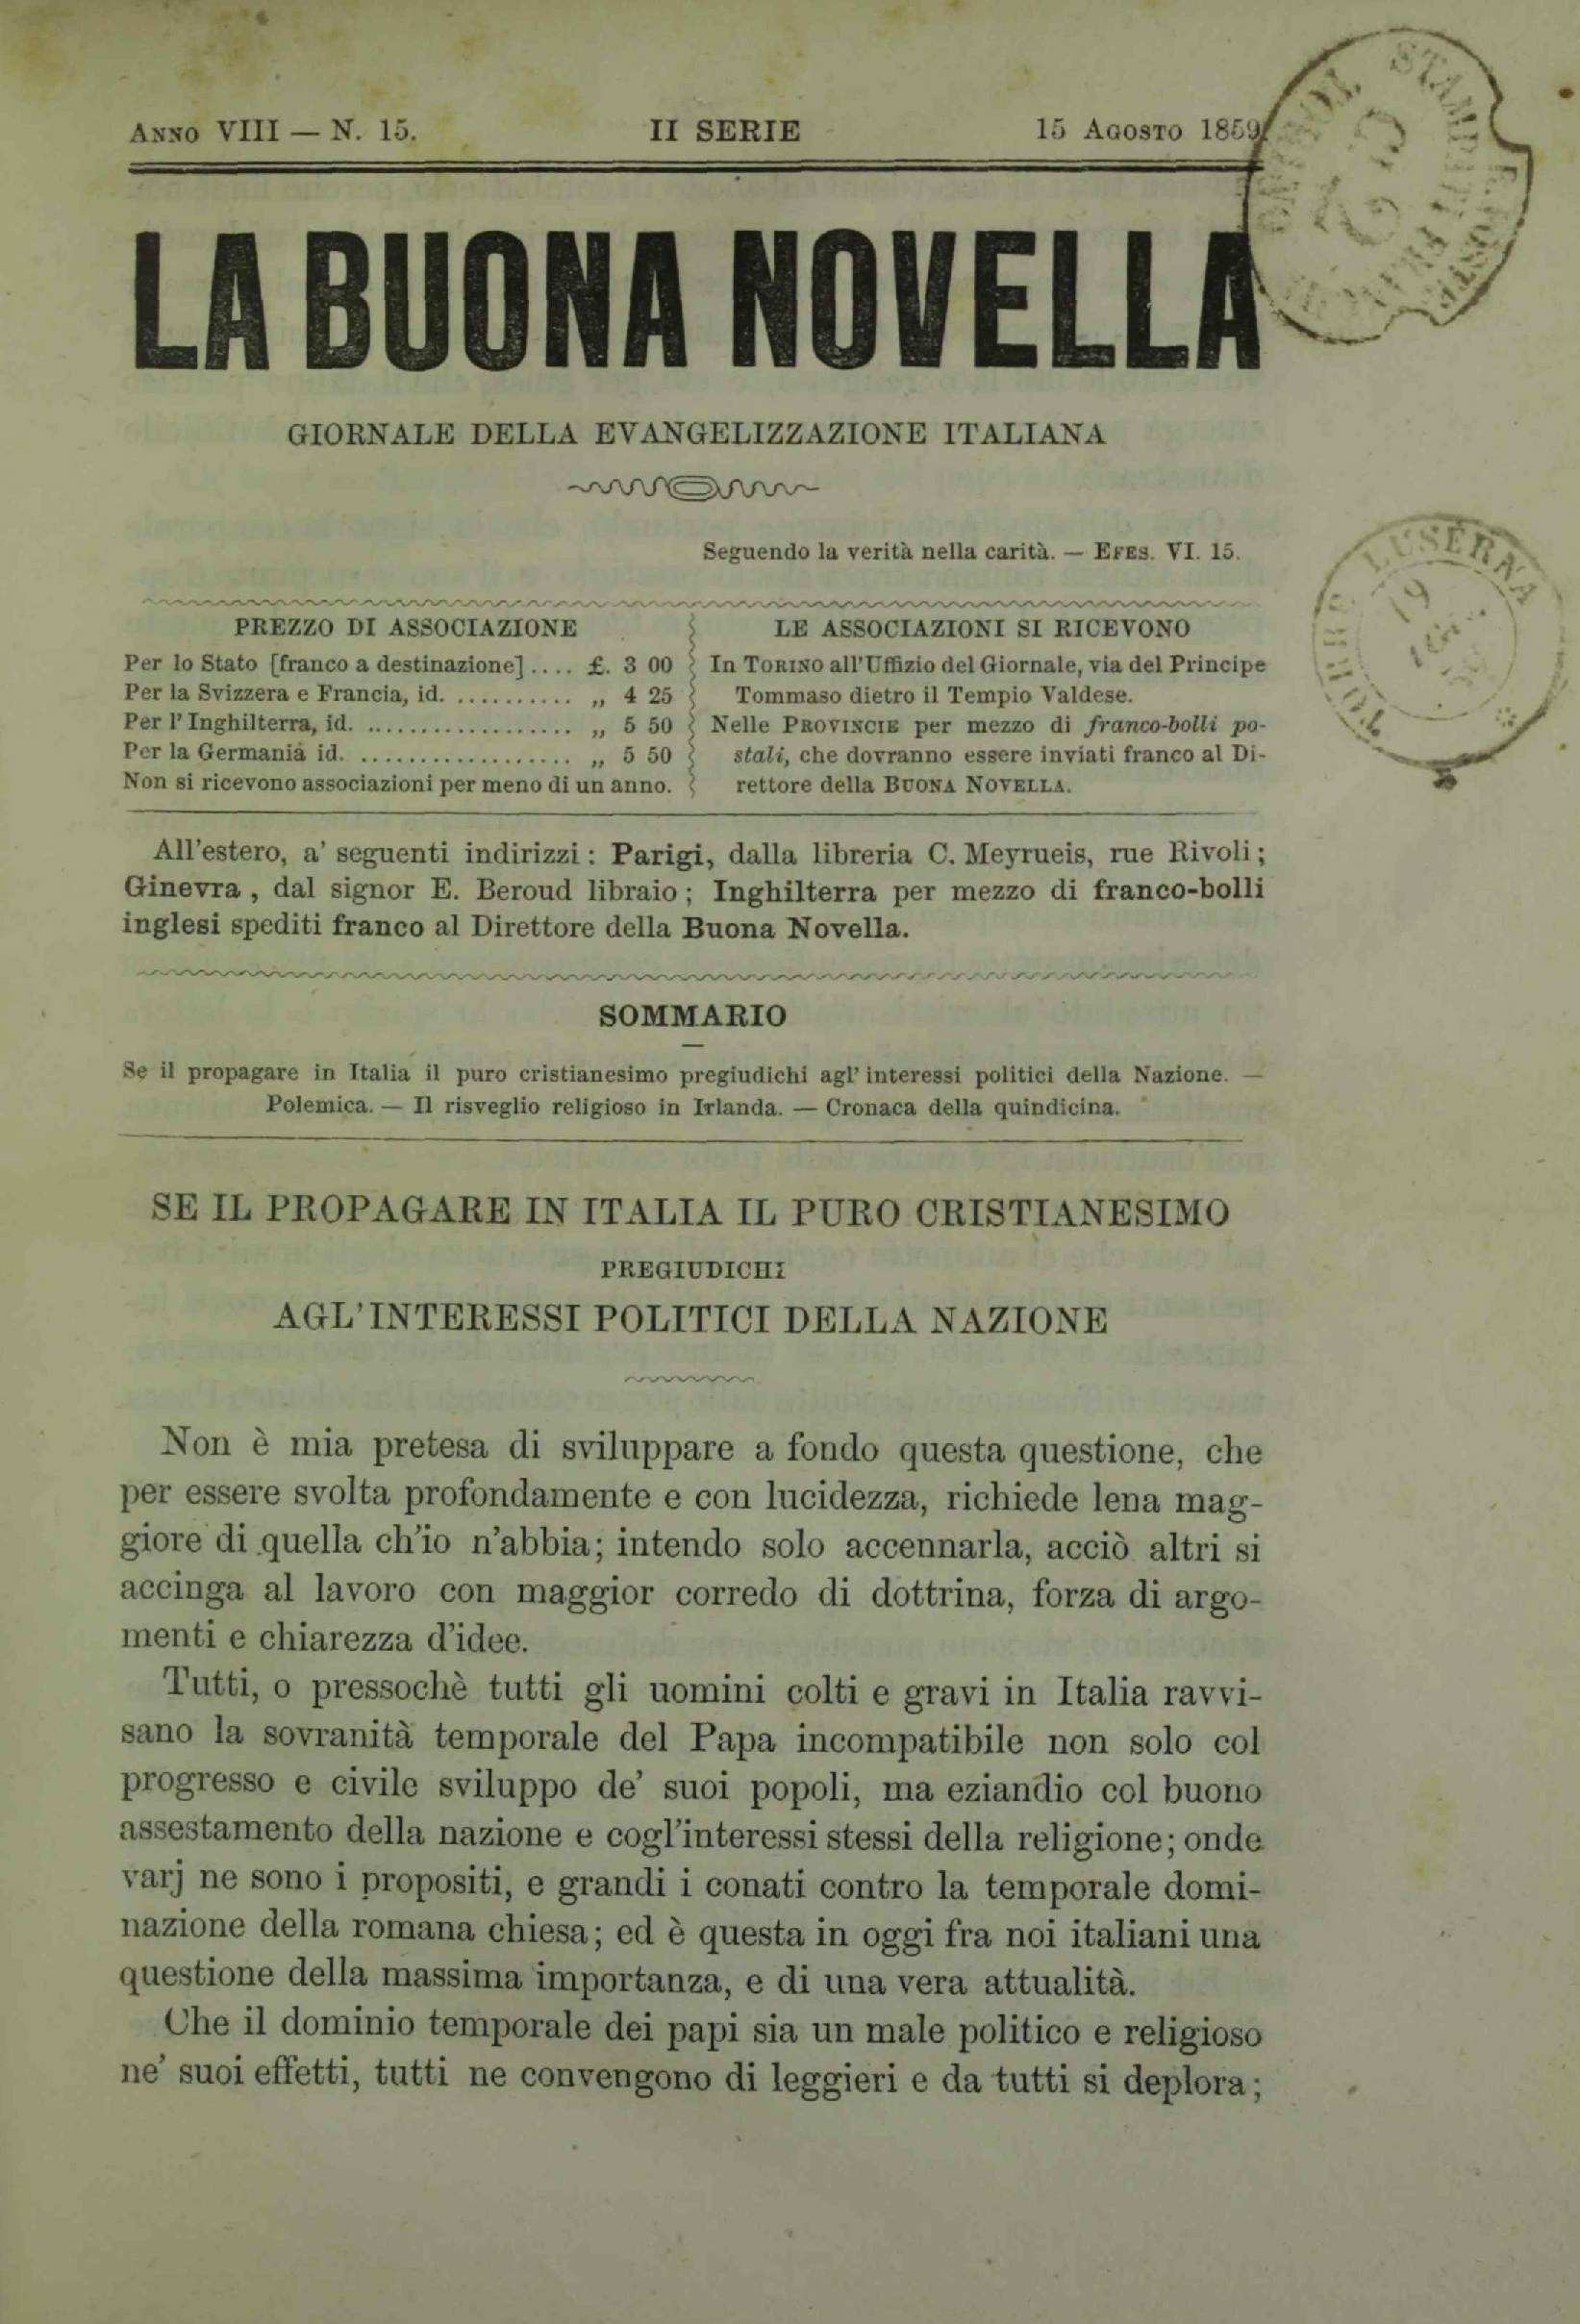 ANNO VIII — N. 15. II SERIE 15 AGOSTO 1859.
LA BUONA NOVELLA
GIORNALE DELLA EVANGELIZZAZIONE ITALIANA
Seguendo la verità nella carità. — EFES. VI. 15.
PREZZO DI ASSOCIAZIONE
Per lo Stato [franco a destinazione].... £. 3 00
Per la Svizzera e Francia, id. .......... „ 4 25
Per l'Inghilterra, id. .................. „ 5 50
Per la Germania id. .................. „ 5 50
Non si ricevono associazioni per meno di un anno.
LE ASSOCIAZIONI SI RICEVONO
In TORINO all'Uffizio del Giornale, via del Principe
Tommaso dietro il Tempio Valdese.
Nelle PROVINCIE per mezzo di franco-bolli po-
stali, che dovranno essere inviati franco al Di-
rettore della BUONA NOVELLA.
All'estero, a' seguenti indirizzi: Parigi, dalla libreria C. Meyrueis, rue Rivoli;
Ginevra, dal signor E. Beroud libraio; Inghilterra per mezzo di franco-bolli
inglesi spediti franco al Direttore della Buona Novella.
SOMMARIO
Se il propagare in Italia il puro cristianesimo pregiudichi agl'interessi politici della Nazione. —
Polemica. — Il risveglio religioso in Irlanda. — Cronaca della quindicina.
SE IL PROPAGARE IN ITALIA IL PURO CRISTIANESIMO
PREGIUDICHI
AGL'INTERESSI POLITICI DELLA NAZIONE
Non è mia pretesa di sviluppare a fondo questa questione, che
per essere svolta profondamente e con lucidezza, richiede lena mag-
giore di quella ch'io n'abbia; intendo solo accennarla, acciò altri si
accinga al lavoro con maggior corredo di dottrina, forza di argo-
menti e chiarezza d'idee.
Tutti, o pressochè tutti gli uomini colti e gravi in Italia ravvi-
sano la sovranità temporale del Papa incompatibile non solo col
progresso e civile sviluppo de' suoi popoli, ma eziandio col buono
assestamento della nazione e cogl'interessi stessi della religione; onde
varj ne sono i propositi, e grandi i conati contro la temporale domi-
nazione della romana chiesa; ed è questa in oggi fra noi italiani una
questione della massima importanza, e di una vera attualità.
Che il dominio temporale dei papi sia un male politico e religioso
ne' suoi effetti, tutti ne convengono di leggieri e da tutti si deplora;
STAMPATI FRANCHI
R. POSTE
TORRE LUSERNA
19